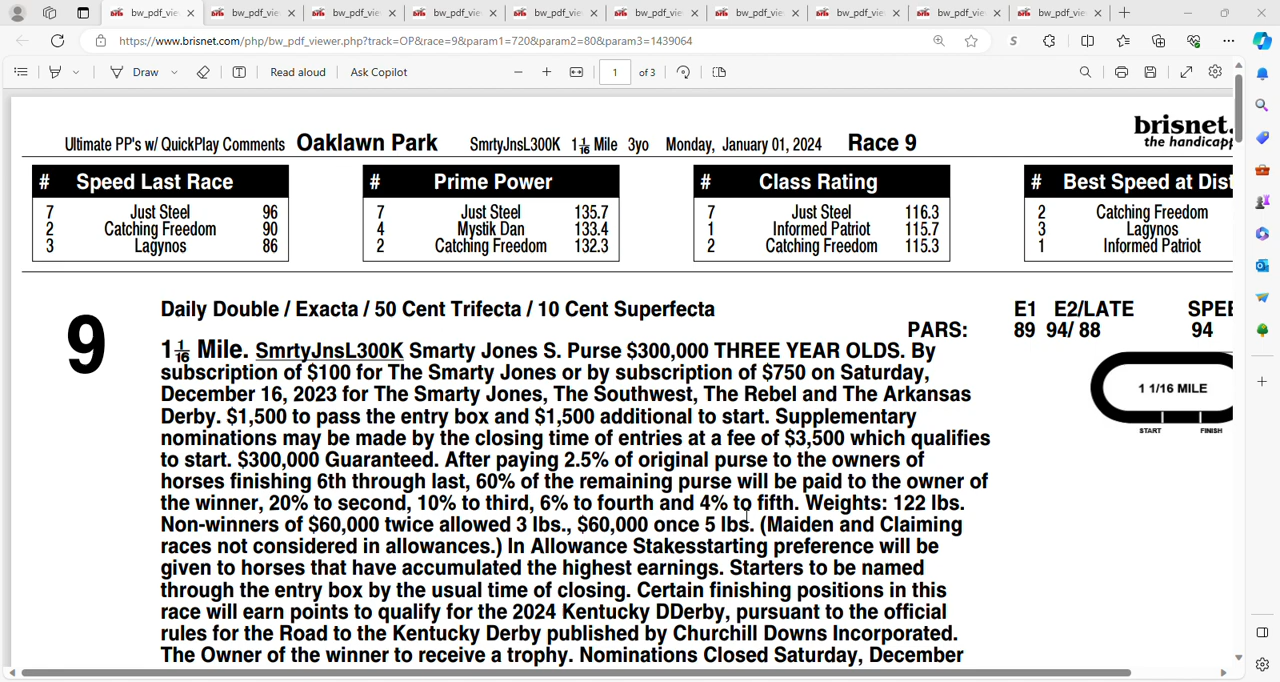 bw_pdf_vie bw_pdf_vie bw_pdf_vie bw_pdf_vie bw_pdf_vie bw_pdf_vie bw_pdf_vie bw_pdf_vie bw_pdf_vie bw_pdf_vie
https://www.brisnet.com/php/bw_pdf_viewer.php?track=OP&race=9&param1=720&param2=80&param3=1439064
Draw Read aloud Ask Copilot 1 of 3
brisnet.
the handicapp
Ultimate PP's w/ QuickPlay Comments Oaklawn Park SmrtyJnsL300K 1 1/16 Mile 3yo Monday, January 01, 2024 Race 9
# Speed Last Race # Prime Power # Class Rating # Best Speed at Dist
7 Just Steel 96 7 Just Steel 135.7 7 Just Steel 116.3 2 Catching Freedom
2 Catching Freedom 90 4 Mystik Dan 133.4 1 Informed Patriot 115.7 3 Lagynos
3 Lagynos 86 2 Catching Freedom 132.3 2 Catching Freedom 115.3 1 Informed Patriot
Daily Double / Exacta / 50 Cent Trifecta / 10 Cent Superfecta E1 E2/LATE SPEE
PARS: 89 94/ 88 94
9
1 1/16 Mile. SmrtyJnsL300K Smarty Jones S. Purse $300,000 THREE YEAR OLDS. By
subscription of $100 for The Smarty Jones or by subscription of $750 on Saturday,
December 16, 2023 for The Smarty Jones, The Southwest, The Rebel and The Arkansas
Derby. $1,500 to pass the entry box and $1,500 additional to start. Supplementary
nominations may be made by the closing time of entries at a fee of $3,500 which qualifies
to start. $300,000 Guaranteed. After paying 2.5% of original purse to the owners of
horses finishing 6th through last, 60% of the remaining purse will be paid to the owner of
the winner, 20% to second, 10% to third, 6% to fourth and 4% to fifth. Weights: 122 lbs.
Non-winners of $60,000 twice allowed 3 lbs., $60,000 once 5 lbs. (Maiden and Claiming
races not considered in allowances.) In Allowance Stakesstarting preference will be
given to horses that have accumulated the highest earnings. Starters to be named
through the entry box by the usual time of closing. Certain finishing positions in this
race will earn points to qualify for the 2024 Kentucky DDerby, pursuant to the official
rules for the Road to the Kentucky Derby published by Churchill Downs Incorporated.
The Owner of the winner to receive a trophy. Nominations Closed Saturday, December
1 1/16 MILE
START FINISH